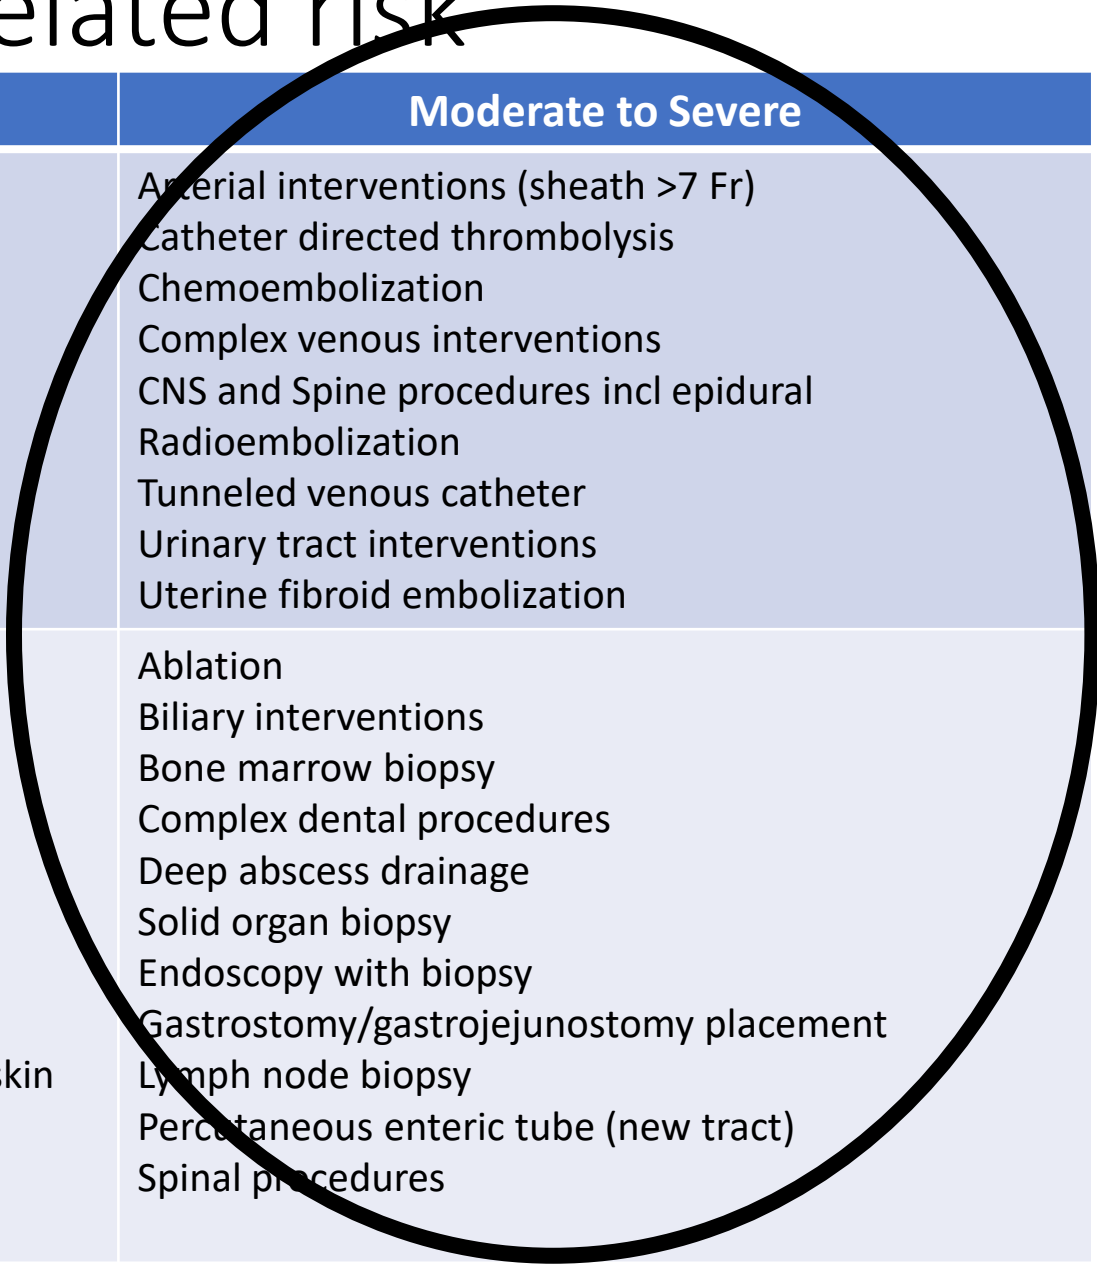 elated risk
Moderate to Severe
Arterial interventions (sheath >7 Fr)
Catheter directed thrombolysis
Chemoembolization
Complex venous interventions
CNS and Spine procedures incl epidural
Radioembolization
Tunneled venous catheter
Urinary tract interventions
Uterine fibroid embolization
Ablation
Biliary interventions
Bone marrow biopsy
Complex dental procedures
Deep abscess drainage
Solid organ biopsy
Endoscopy with biopsy
Gastrostomy/gastrojejunostomy placement
skin Lymph node biopsy
Percutaneous enteric tube (new tract)
Spinal procedures